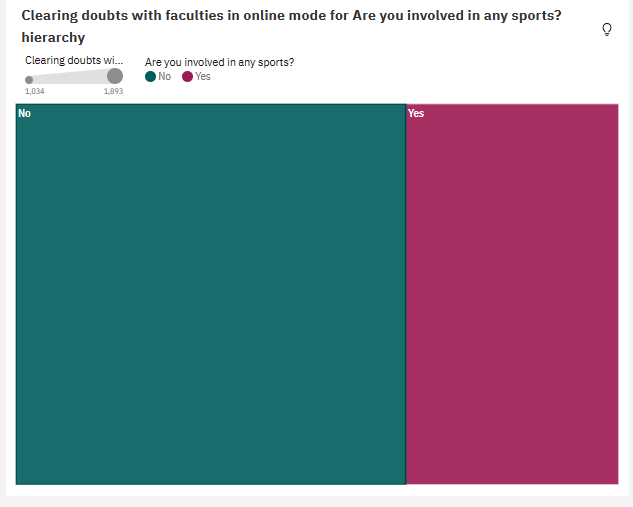 Clearing doubts with faculties in online mode for Are you involved in any sports?
hierarchy
Clearing doubts wi...
1,034
1,893
Are you involved in any sports?
No
Yes
No
Yes